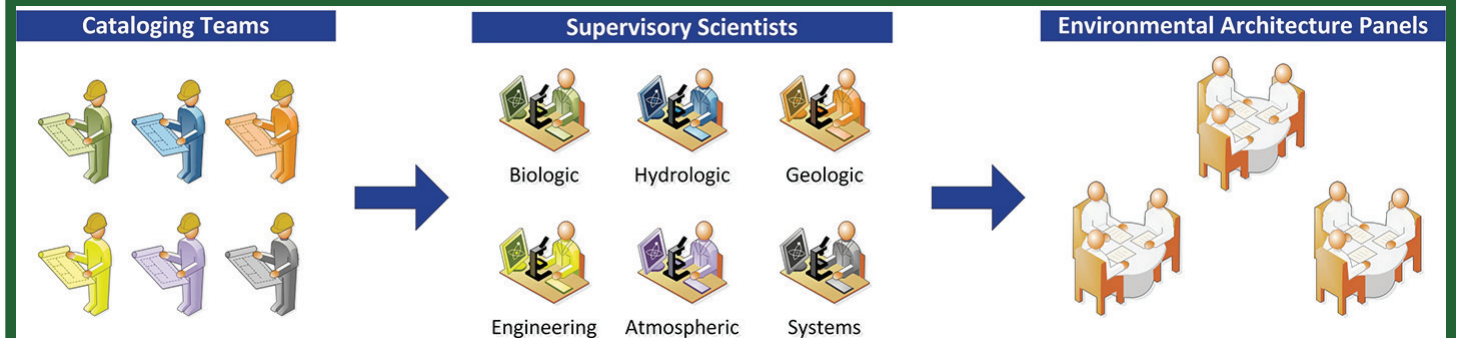 Cataloging Teams
Supervisory Scientists
Environmental Architecture Panels
Biologic
Hydrologic
Geologic
Engineering
Atmospheric
Systems